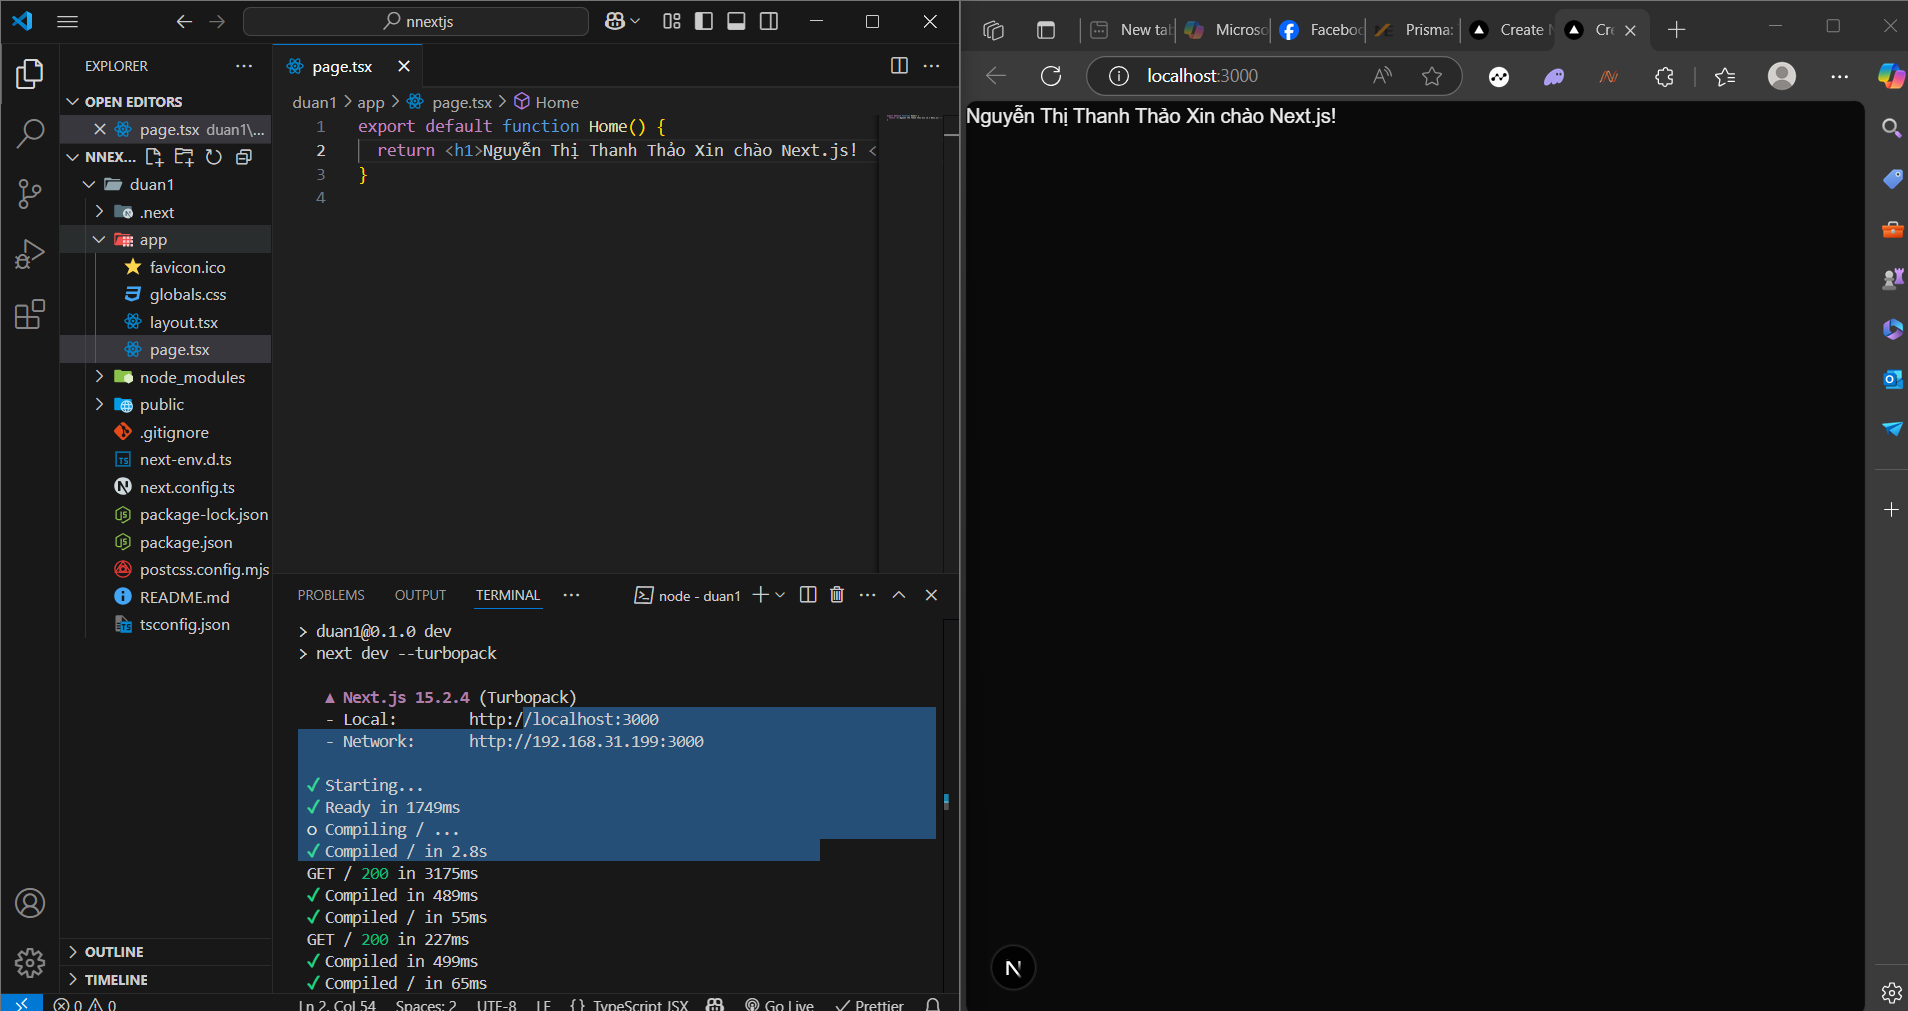 nnextjs
EXPLORER
OPEN EDITORS
page.tsx duan1\...
NNEX...
duan1
.next
app
favicon.ico
globals.css
layout.tsx
page.tsx
node_modules
public
.gitignore
next-env.d.ts
next.config.ts
package-lock.json
package.json
postcss.config.mjs
README.md
tsconfig.json
OUTLINE
TIMELINE
page.tsx
duan1 > app > page.tsx > Home
1 export default function Home() {
2 return <h1>Nguyễn Thị Thanh Thảo Xin chào Next.js! <
3 }
4
PROBLEMS OUTPUT TERMINAL
node - duan1
> duan1@0.1.0 dev
> next dev --turbopack
▲ Next.js 15.2.4 (Turbopack)
- Local: http://localhost:3000
- Network: http://192.168.31.199:3000
✓ Starting...
✓ Ready in 1749ms
○ Compiling / ...
✓ Compiled / in 2.8s
GET / 200 in 3175ms
✓ Compiled in 489ms
✓ Compiled / in 55ms
GET / 200 in 227ms
✓ Compiled in 499ms
✓ Compiled / in 65ms
0 0 Ln 2, Col 54 Spaces: 2 UTF-8 LF {} TypeScript JSX Go Live Prettier
New tab Microso Faceboo Prisma: Create Cre
localhost:3000
Nguyễn Thị Thanh Thảo Xin chào Next.js!
N